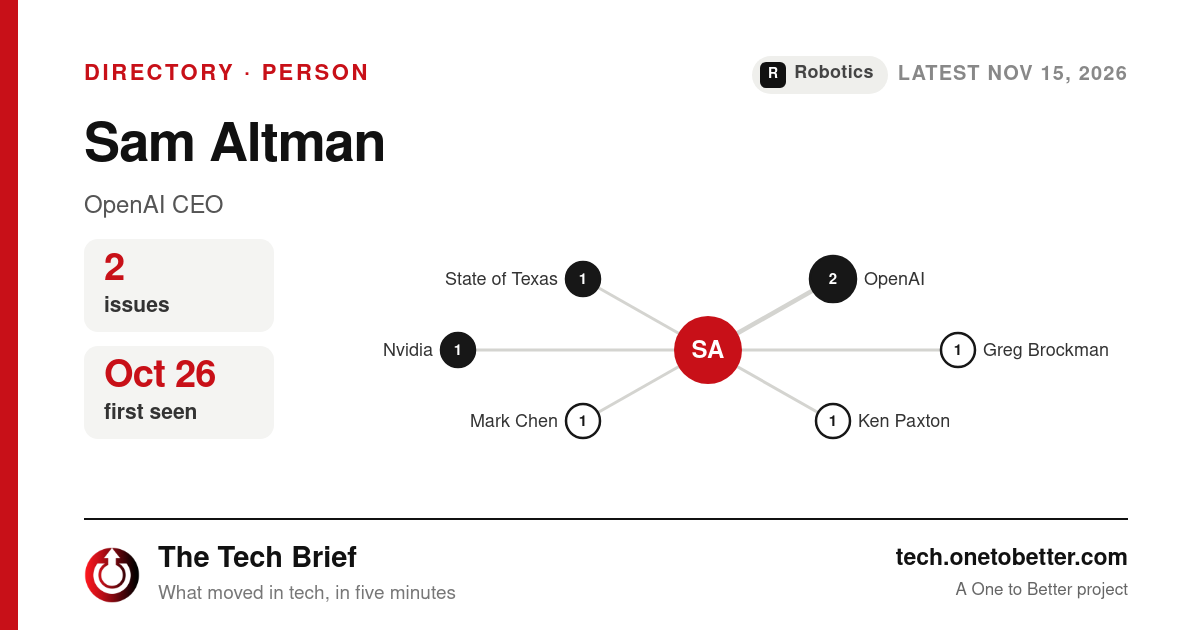 DIRECTORY · PERSON
R Robotics LATEST NOV 15, 2026
Sam Altman
OpenAI CEO
2
issues
Oct 26
first seen
State of Texas 1
2 OpenAI
Nvidia 1
SA
1 Greg Brockman
Mark Chen 1
1 Ken Paxton
The Tech Brief
What moved in tech, in five minutes
tech.onetobetter.com
A One to Better project